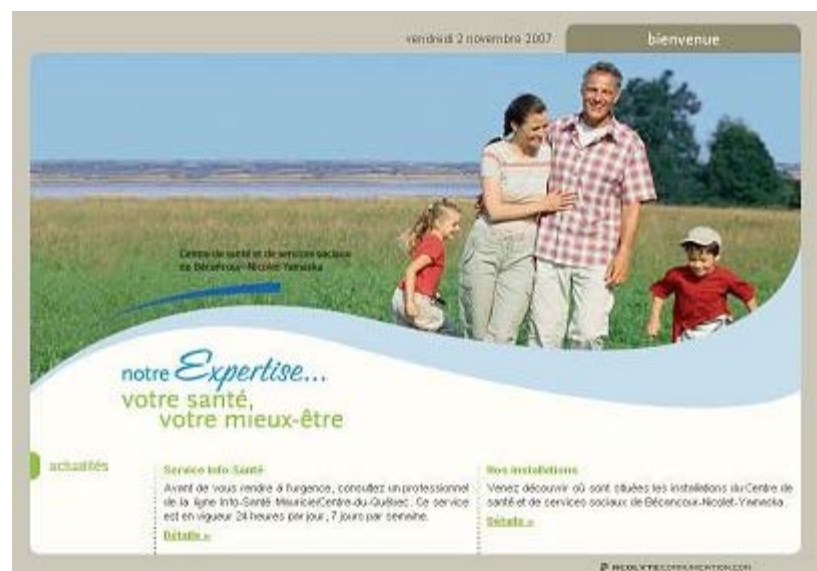 vendredi 2 novembre 2007
bienvenue
Centre de santé et de services sociaux
de Bécancour-Nicolet-Yamaska
notre Expertise...
votre santé,
votre mieux-être
actualités
Service Info-Santé
Avant de vous rendre à l'urgence, consultez un professionnel
de la ligne Info-Santé Mauricie/Centre-du-Québec. Ce service
est en vigueur 24 heures par jour, 7 jours par semaine.
Détails »
Nos installations
Venez découvrir où sont situées les installations du Centre de
santé et de services sociaux de Bécancour-Nicolet-Yamaska.
Détails »
ACOLYTECOMMUNICATION.COM